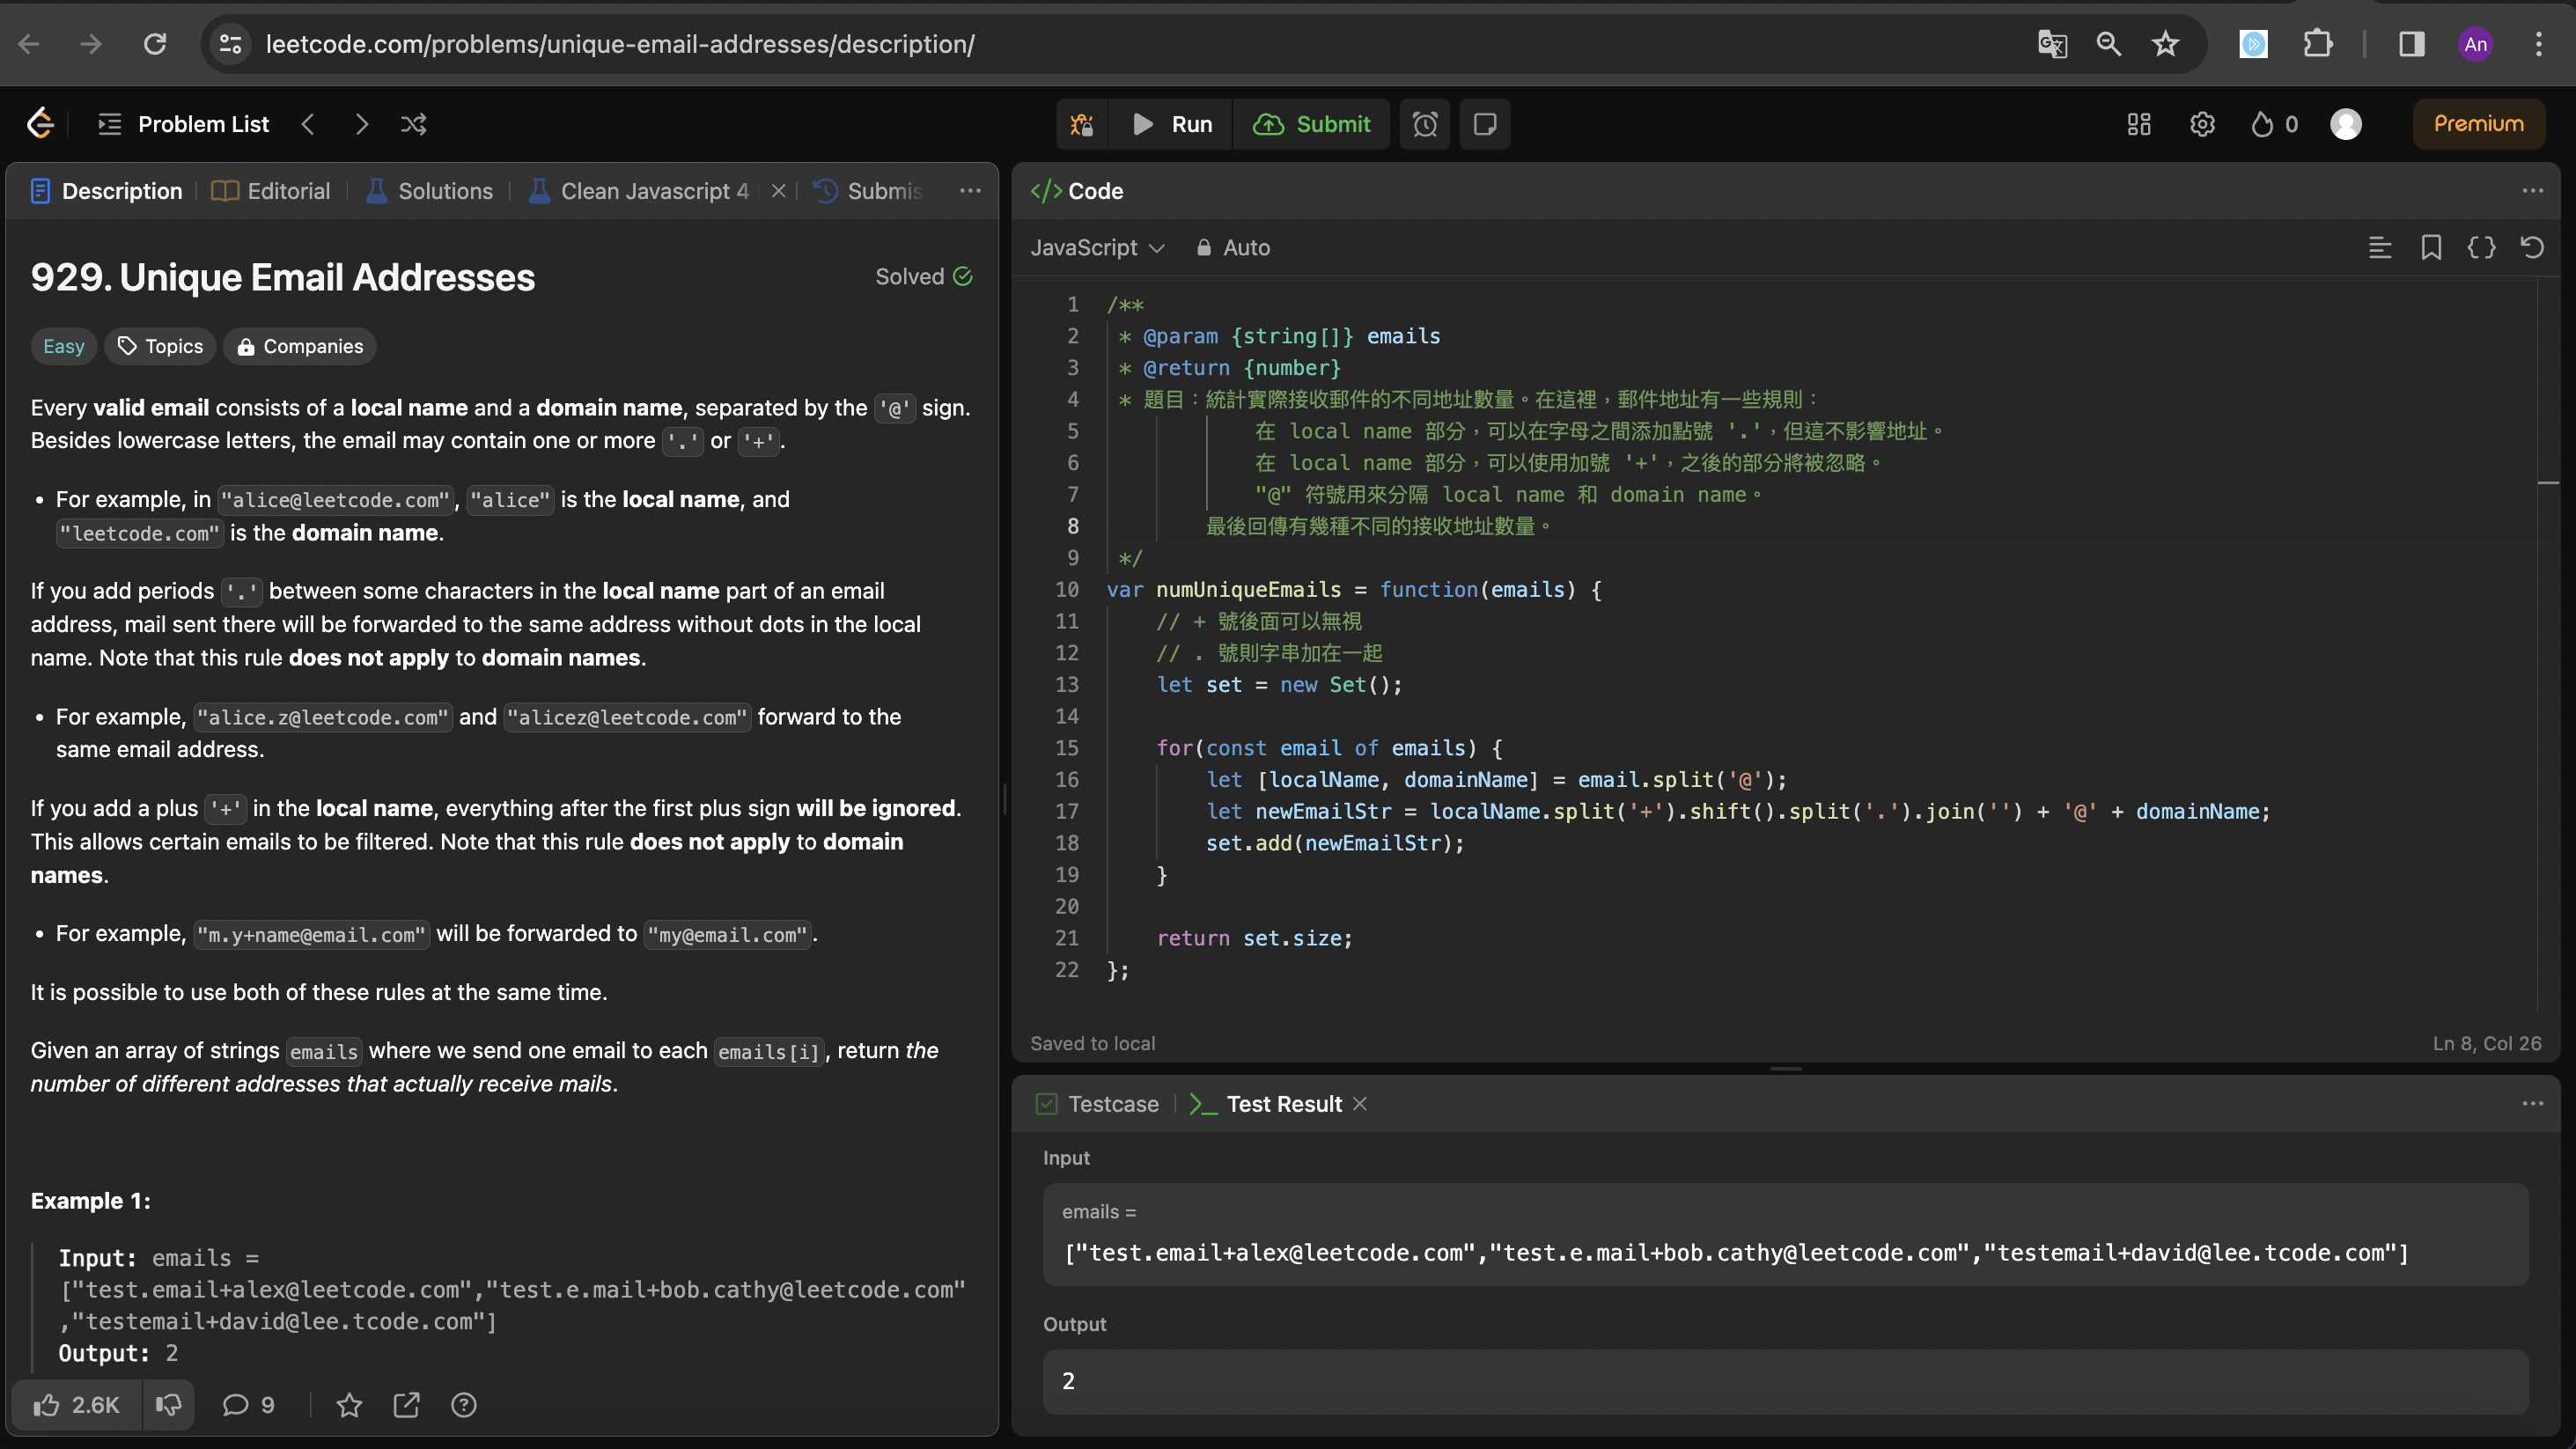 leetcode.com/problems/unique-email-addresses/description/
An
Problem List
Run
Submit
0
Premium
Description
Editorial
Solutions
Clean Javascript 4
Submis
929. Unique Email Addresses
Solved
Easy
Topics
Companies
Every valid email consists of a local name and a domain name, separated by the '@' sign.
Besides lowercase letters, the email may contain one or more '.' or '+'.
• For example, in "alice@leetcode.com", "alice" is the local name, and
"leetcode.com" is the domain name.
If you add periods '.' between some characters in the local name part of an email
address, mail sent there will be forwarded to the same address without dots in the local
name. Note that this rule does not apply to domain names.
• For example, "alice.z@leetcode.com" and "alicez@leetcode.com" forward to the
same email address.
If you add a plus '+' in the local name, everything after the first plus sign will be ignored.
This allows certain emails to be filtered. Note that this rule does not apply to domain
names.
• For example, "m.y+name@email.com" will be forwarded to "my@email.com".
It is possible to use both of these rules at the same time.
Given an array of strings emails where we send one email to each emails[i], return the
number of different addresses that actually receive mails.
Example 1:
Input: emails =
["test.email+alex@leetcode.com","test.e.mail+bob.cathy@leetcode.com"
,"testemail+david@lee.tcode.com"]
Output: 2
2.6K
9
</> Code
JavaScript
Auto
1 /**
2 * @param {string[]} emails
3 * @return {number}
4 * 題目：統計實際接收郵件的不同地址數量。在這裡，郵件地址有一些規則：
5 在 local name 部分，可以在字母之間添加點號 '.'，但這不影響地址。
6 在 local name 部分，可以使用加號 '+'，之後的部分將被忽略。
7 "@" 符號用來分隔 local name 和 domain name。
8 最後回傳有幾種不同的接收地址數量。
9 */
10 var numUniqueEmails = function(emails) {
11 // + 號後面可以無視
12 // . 號則字串加在一起
13 let set = new Set();
14
15 for(const email of emails) {
16 let [localName, domainName] = email.split('@');
17 let newEmailStr = localName.split('+').shift().split('.').join('') + '@' + domainName;
18 set.add(newEmailStr);
19 }
20
21 return set.size;
22 };
Saved to local
Ln 8, Col 26
Testcase
Test Result
Input
emails =
["test.email+alex@leetcode.com","test.e.mail+bob.cathy@leetcode.com","testemail+david@lee.tcode.com"]
Output
2